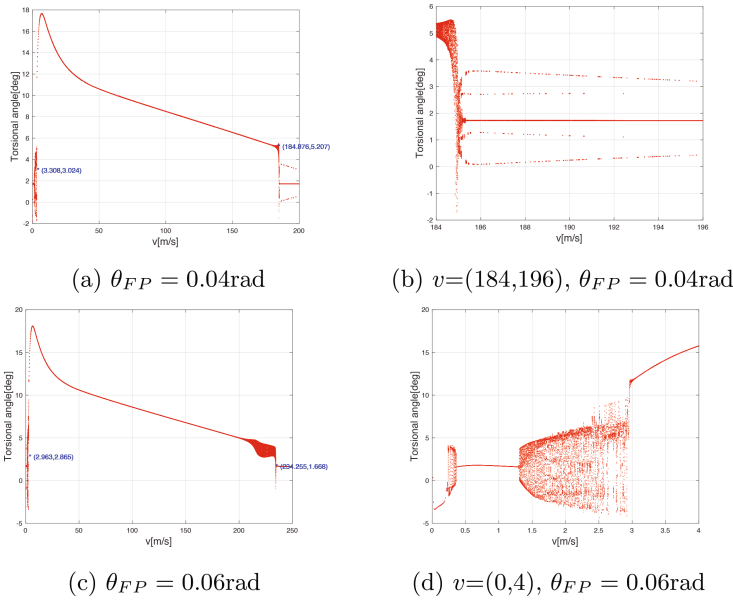 18
16
14
12
10
8
6
4
2
0
-2
Torsional angle[deg]
(184.876,5.207)
(3.308,3.024)
0 50 100 150 200
v[m/s]
(a) θFP = 0.04rad
6
5
4
3
2
1
0
-1
-2
Torsional angle[deg]
184 186 188 190 192 194 196
v[m/s]
(b) v=(184,196), θFP = 0.04rad
20
15
10
5
0
-5
Torsional angle[deg]
(2.963,2.865)
(234.255,1.668)
0 50 100 150 200 250
v[m/s]
(c) θFP = 0.06rad
20
15
10
5
0
-5
Torsional angle[deg]
0 0.5 1 1.5 2 2.5 3 3.5 4
v[m/s]
(d) v=(0,4), θFP = 0.06rad